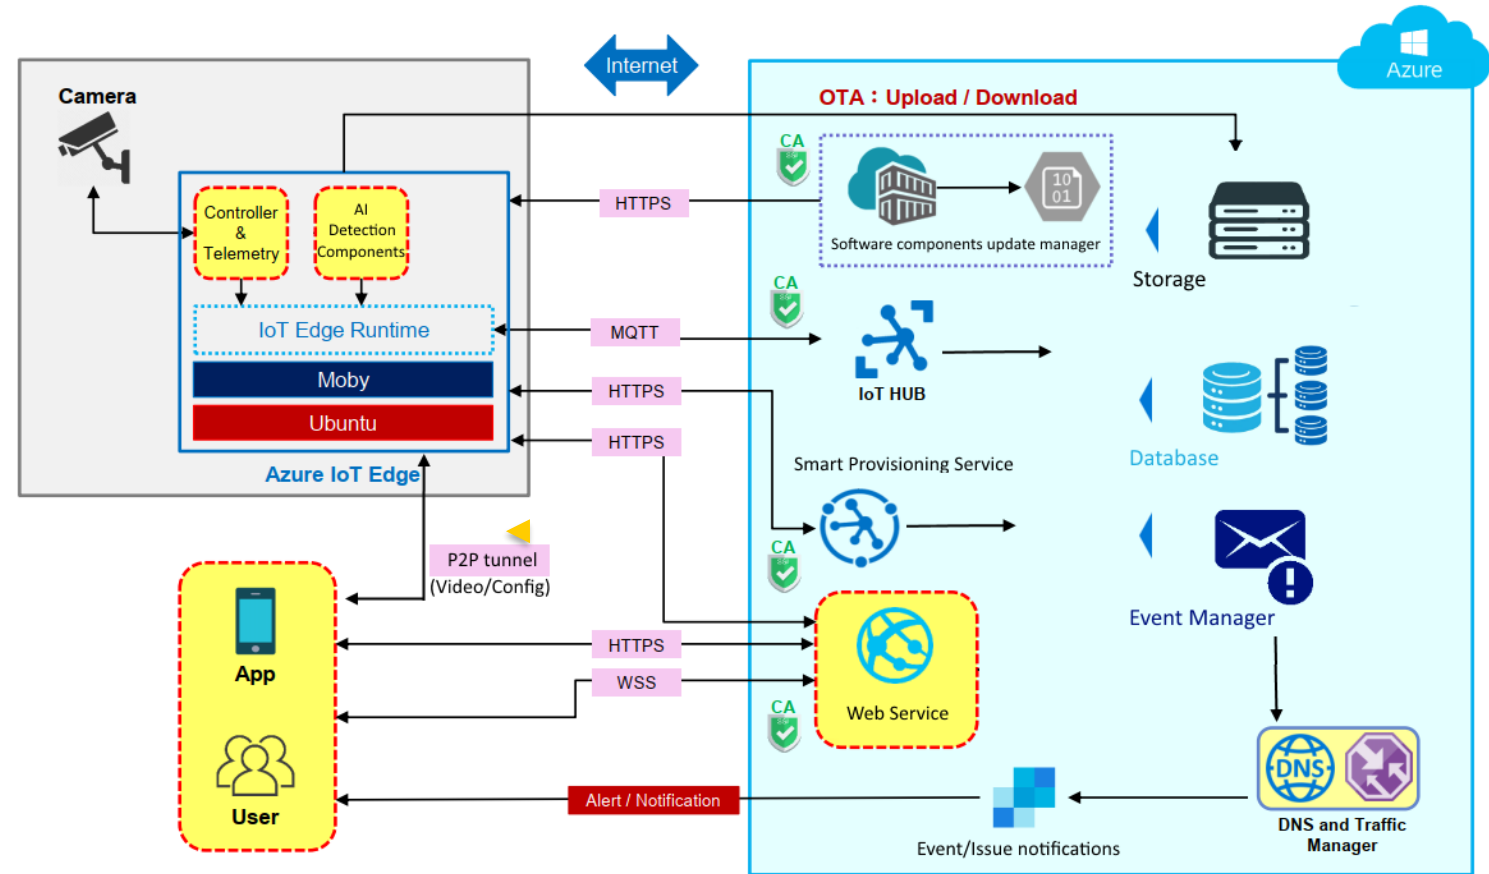 Internet
Azure
Camera
OTA：Upload / Download
CA
Controller
&
Telemetry
AI
Detection
Components
HTTPS
10
01
Software components update manager
Storage
CA
IoT Edge Runtime
MQTT
Moby
HTTPS
IoT HUB
Ubuntu
HTTPS
Database
Azure IoT Edge
Smart Provisioning Service
CA
P2P tunnel
(Video/Config)
Event Manager
HTTPS
App
WSS
CA
Web Service
DNS
User
Alert / Notification
DNS and Traffic
Manager
Event/Issue notifications